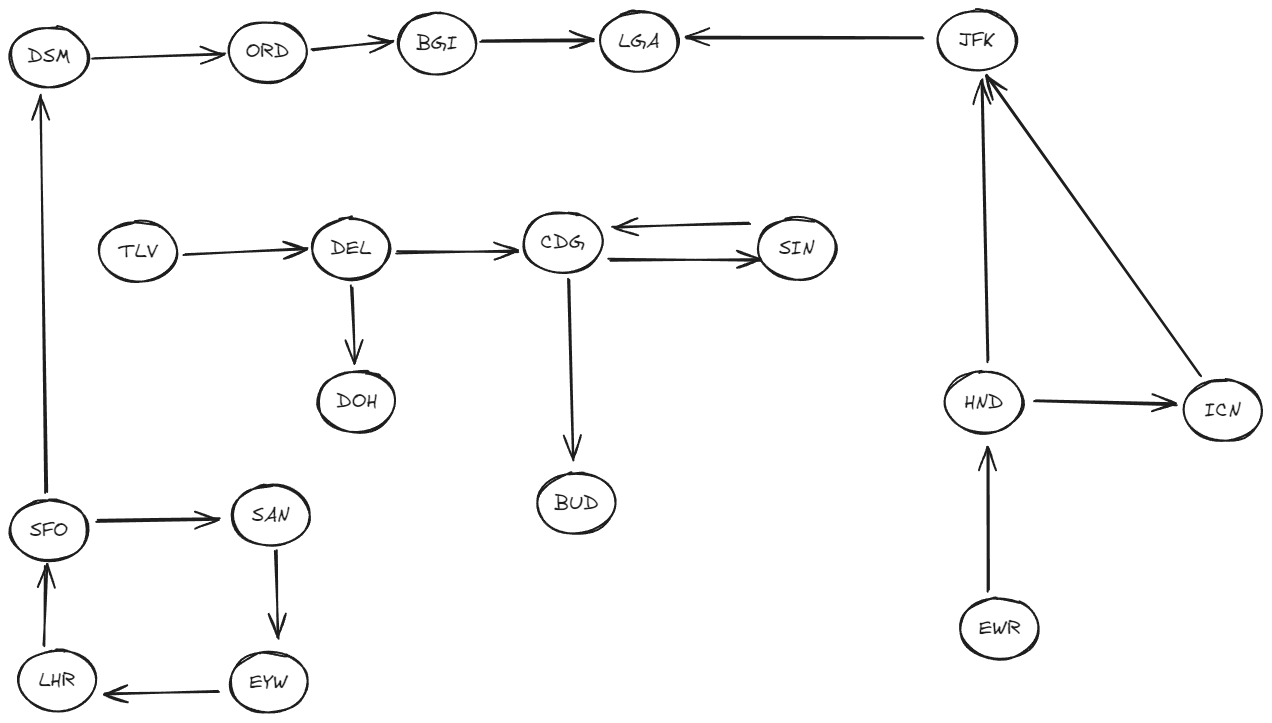 DSM
ORD
BGI
LGA
JFK
TLV
DEL
CDG
SIN
DOH
HND
ICN
BUD
SFO
SAN
EWR
LHR
EYW